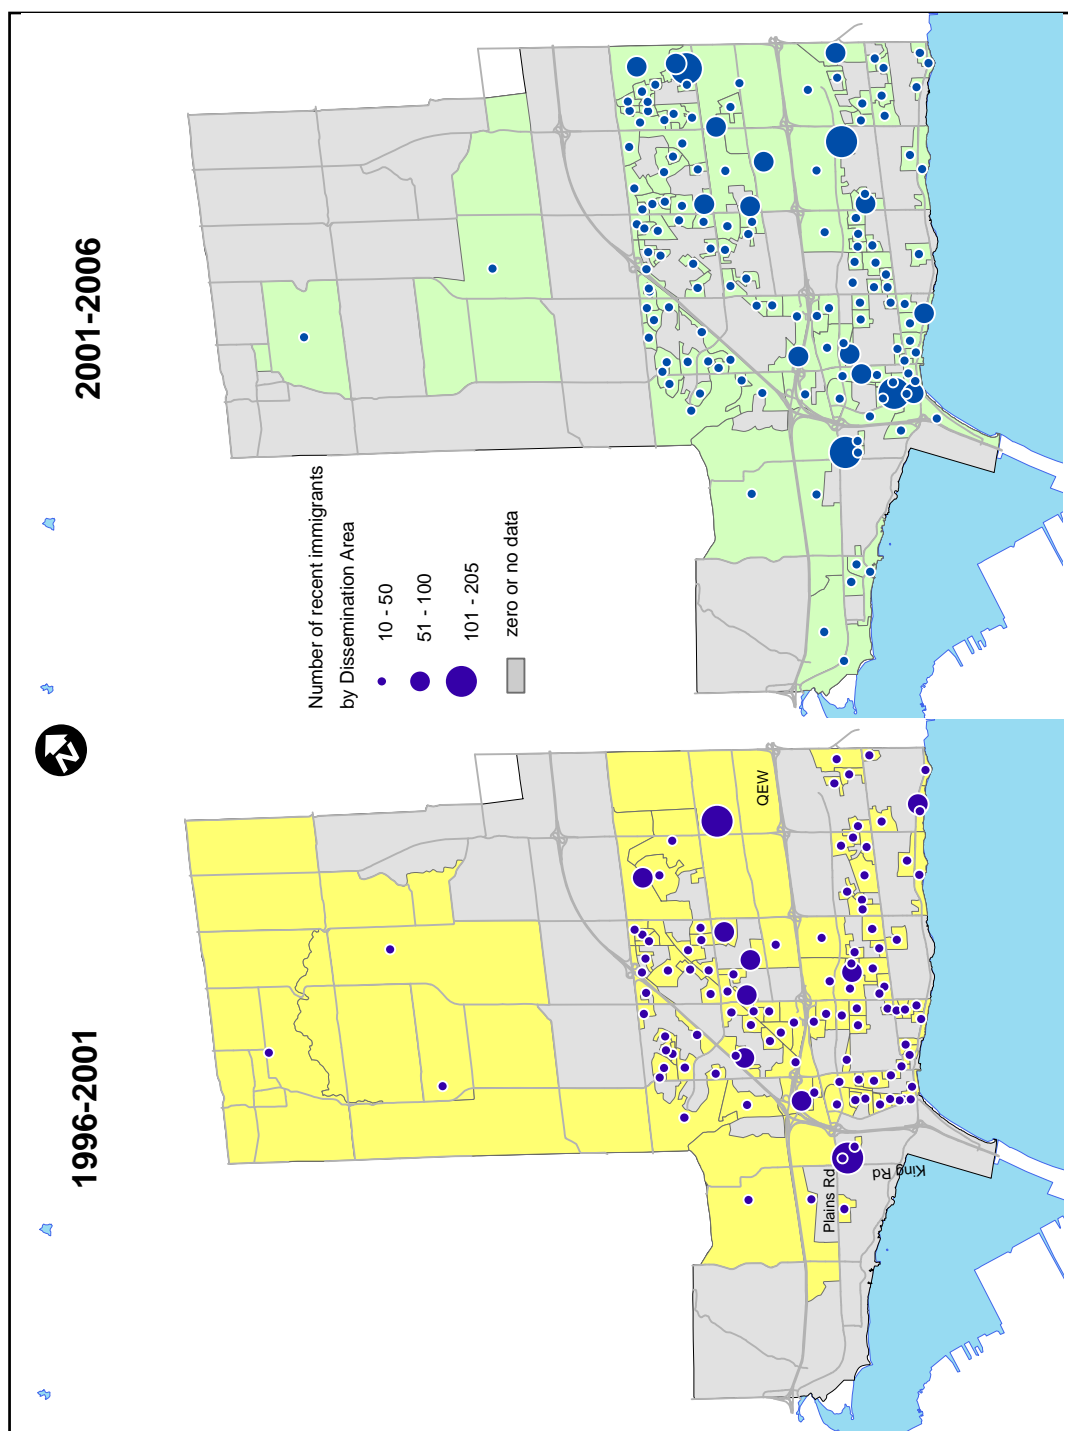 1996-2001
2001-2006
Number of recent immigrants
by Dissemination Area
10 - 50
51 - 100
101 - 205
zero or no data
N
QEW
Plains Rd
King Rd